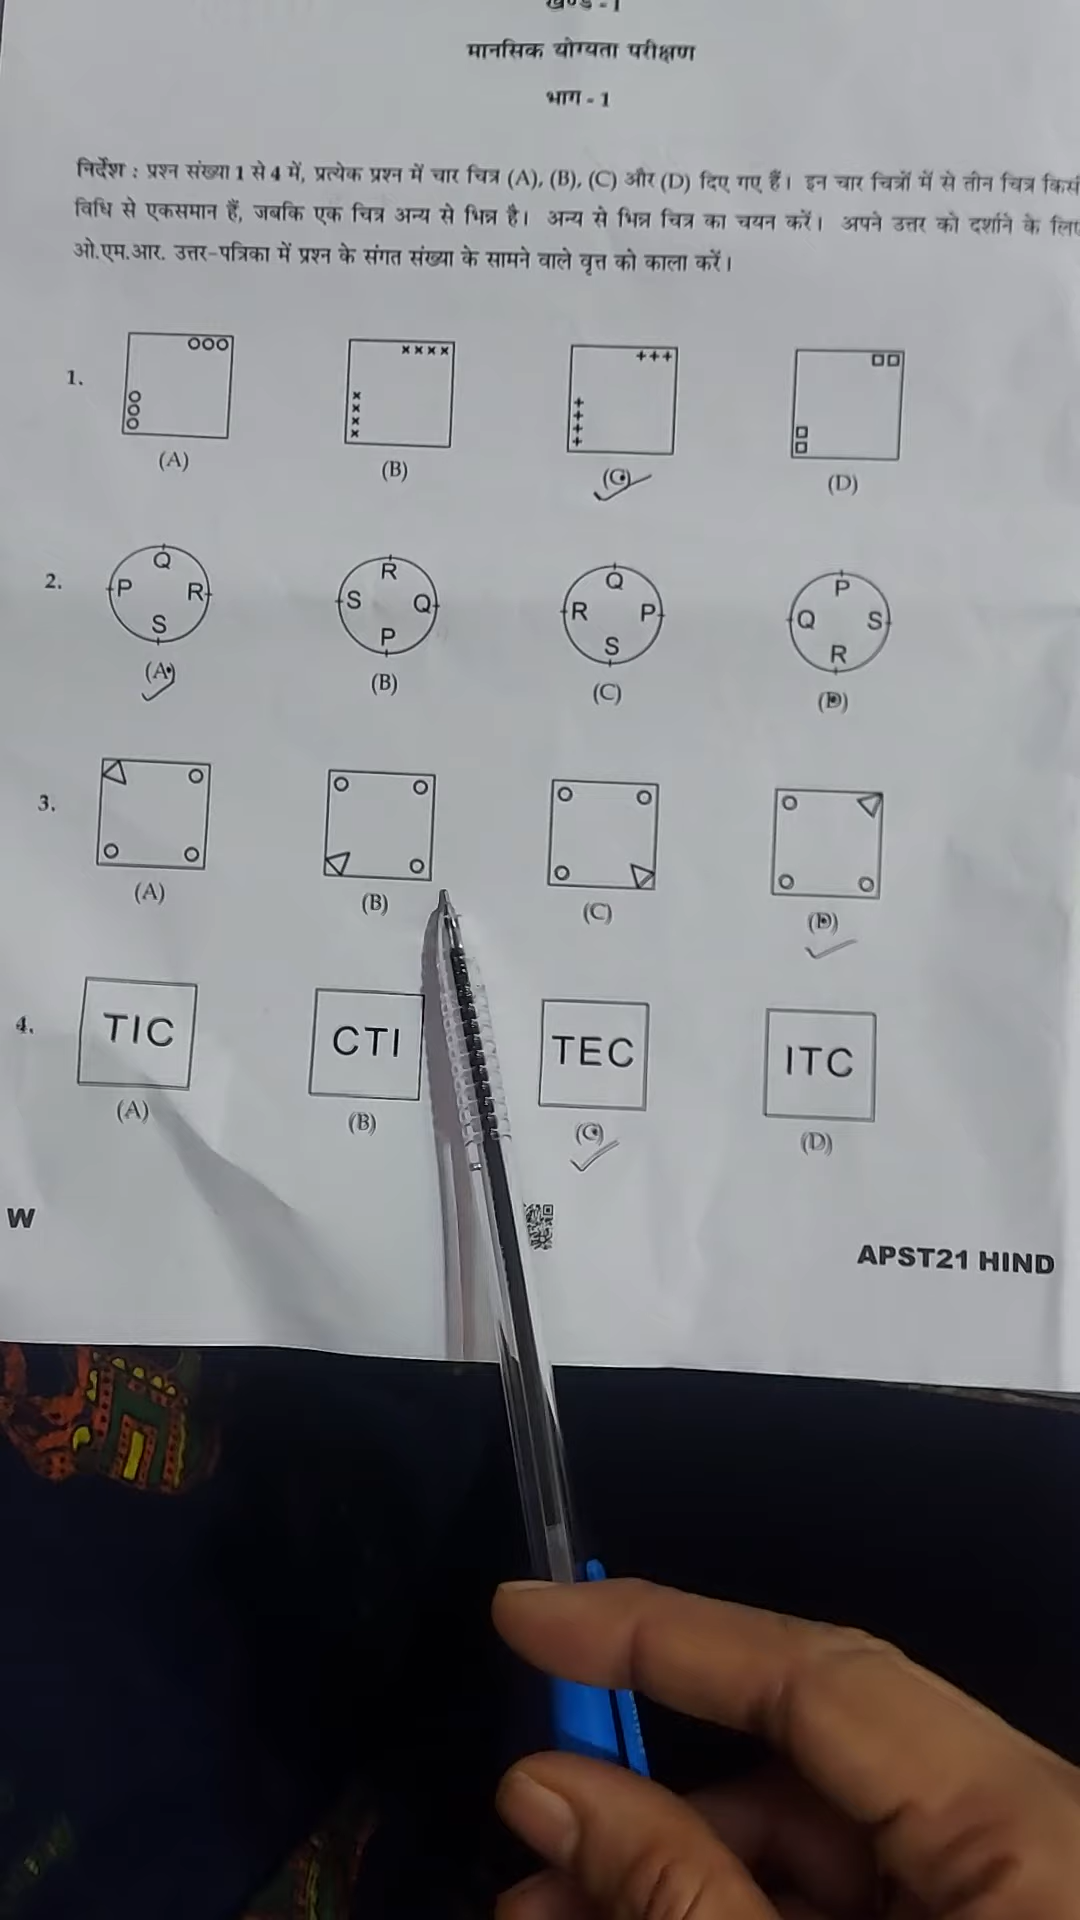 खण्ड - 1
मानसिक योग्यता परीक्षण
भाग - 1
निर्देश : प्रश्न संख्या 1 से 4 में, प्रत्येक प्रश्न में चार चित्र (A), (B), (C) और (D) दिए गए हैं। इन चार चित्रों में से तीन चित्र किसी
विधि से एकसमान हैं, जबकि एक चित्र अन्य से भिन्न है। अन्य से भिन्न चित्र का चयन करें। अपने उत्तर को दर्शाने के लिए
ओ.एम.आर. उत्तर-पत्रिका में प्रश्न के संगत संख्या के सामने वाले वृत्त को काला करें।
1.
(A) (B) (C) (D)
2.
Q R Q P
P R S Q R P Q S
S P S R
(A) (B) (C) (D)
3.
(A) (B) (C) (D)
4. TIC CTI TEC ITC
(A) (B) (C) (D)
W
APST21 HIND